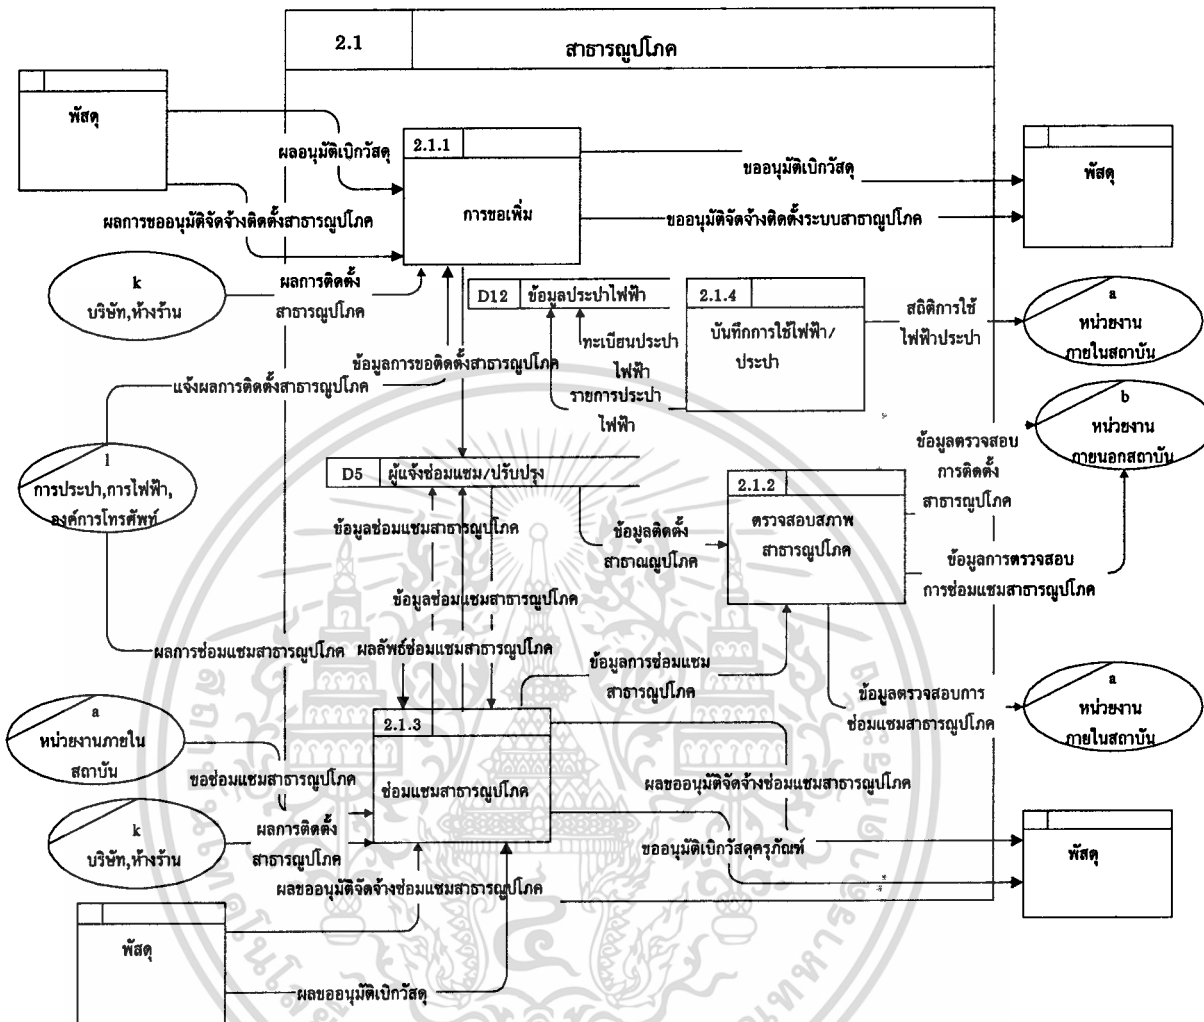 2.1
สาธารณูปโภค
พัสดุ
ผลอนุมัติเบิกวัสดุ
2.1.1
การขอเพิ่ม
ขออนุมัติเบิกวัสดุ
พัสดุ
ผลการขออนุมัติจัดจ้างติดตั้งสาธารณูปโภค
ขออนุมัติจัดจ้างติดตั้งระบบสาธาณูปโภค
k
บริษัท,ห้างร้าน
ผลการติดตั้ง
สาธารณูปโภค
D12 ข้อมูลประปาไฟฟ้า
2.1.4
บันทึกการใช้ไฟฟ้า/
ประปา
สถิติการใช้
ไฟฟ้าประปา
a
หน่วยงาน
ภายในสถาบัน
ทะเบียนประปา
ไฟฟ้า
รายการประปา
ไฟฟ้า
ข้อมูลการขอติดตั้งสาธารณูปโภค
แจ้งผลการติดตั้งสาธารณูปโภค
b
หน่วยงาน
ภายนอกสถาบัน
ข้อมูลตรวจสอบ
การติดตั้ง
สาธารณูปโภค
l
การประปา,การไฟฟ้า,
องค์การโทรศัพท์
D5 ผู้แจ้งซ่อมแซม/ปรับปรุง
2.1.2
ตรวจสอบสภาพ
สาธารณูปโภค
ข้อมูลซ่อมแซมสาธารณูปโภค
ข้อมูลติดตั้ง
สาธาณณูปโภค
ข้อมูลการตรวจสอบ
การซ่อมแซมสาธารณูปโภค
ข้อมูลซ่อมแซมสาธารณูปโภค
ผลการซ่อมแซมสาธารณูปโภค
ผลลัพธ์ซ่อมแซมสาธารณูปโภค
ข้อมูลการซ่อมแซม
สาธารณูปโภค
ข้อมูลตรวจสอบการ
ซ่อมแซมสาธารณูปโภค
a
หน่วยงาน
ภายในสถาบัน
a
หน่วยงานภายใน
สถาบัน
2.1.3
ซ่อมแซมสาธารณูปโภค
ขอซ่อมแซมสาธารณูปโภค
ผลขออนุมัติจัดจ้างซ่อมแซมสาธารณูปโภค
k
บริษัท,ห้างร้าน
ผลการติดตั้ง
สาธารณูปโภค
ขออนุมัติเบิกวัสดุครุภัณฑ์
พัสดุ
ผลขออนุมัติจัดจ้างซ่อมแซมสาธารณูปโภค
พัสดุ
ผลขออนุมัติเบิกวัสดุ